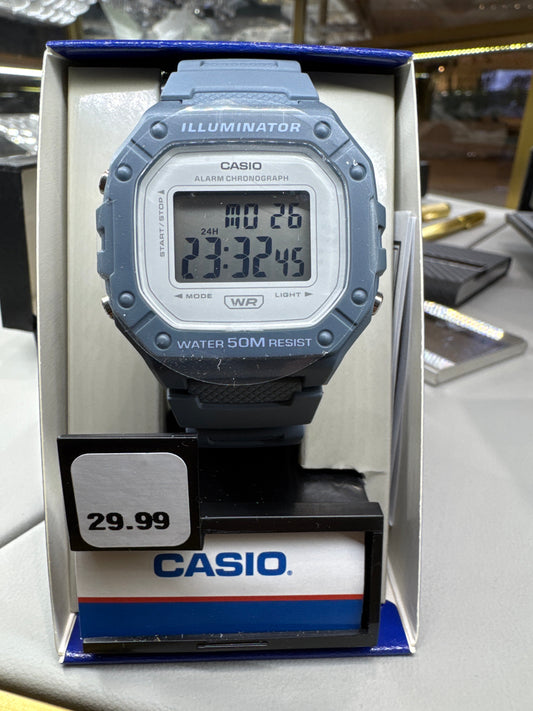 ILLUMINATOR
CASIO
ALARM CHRONOGRAPH
START/STOP
MO 26
24H
23:32 45
MODE
WR
LIGHT
WATER 50M RESIST
29.99
CASIO